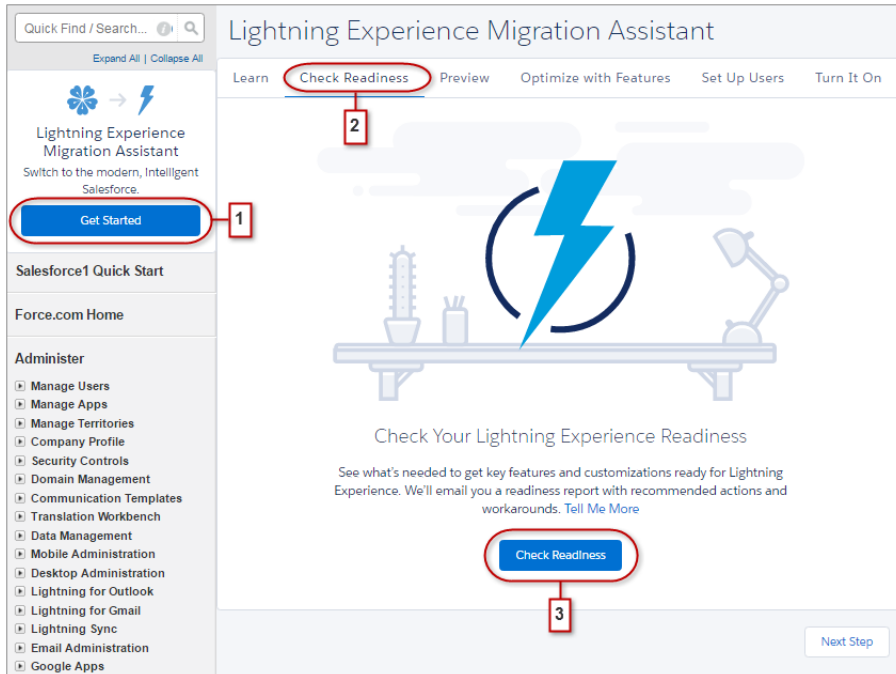 Quick Find / Search...
Expand All | Collapse All
Lightning Experience
Migration Assistant
Switch to the modern, Intelligent
Salesforce.
Get Started
1
Salesforce1 Quick Start
Force.com Home
Administer
Manage Users
Manage Apps
Manage Territories
Company Profile
Security Controls
Domain Management
Communication Templates
Translation Workbench
Data Management
Mobile Administration
Desktop Administration
Lightning for Outlook
Lightning for Gmail
Lightning Sync
Email Administration
Google Apps
Lightning Experience Migration Assistant
Learn Check Readiness Preview Optimize with Features Set Up Users Turn It On
2
Check Your Lightning Experience Readiness
See what's needed to get key features and customizations ready for Lightning
Experience. We'll email you a readiness report with recommended actions and
workarounds. Tell Me More
Check Readiness
3
Next Step